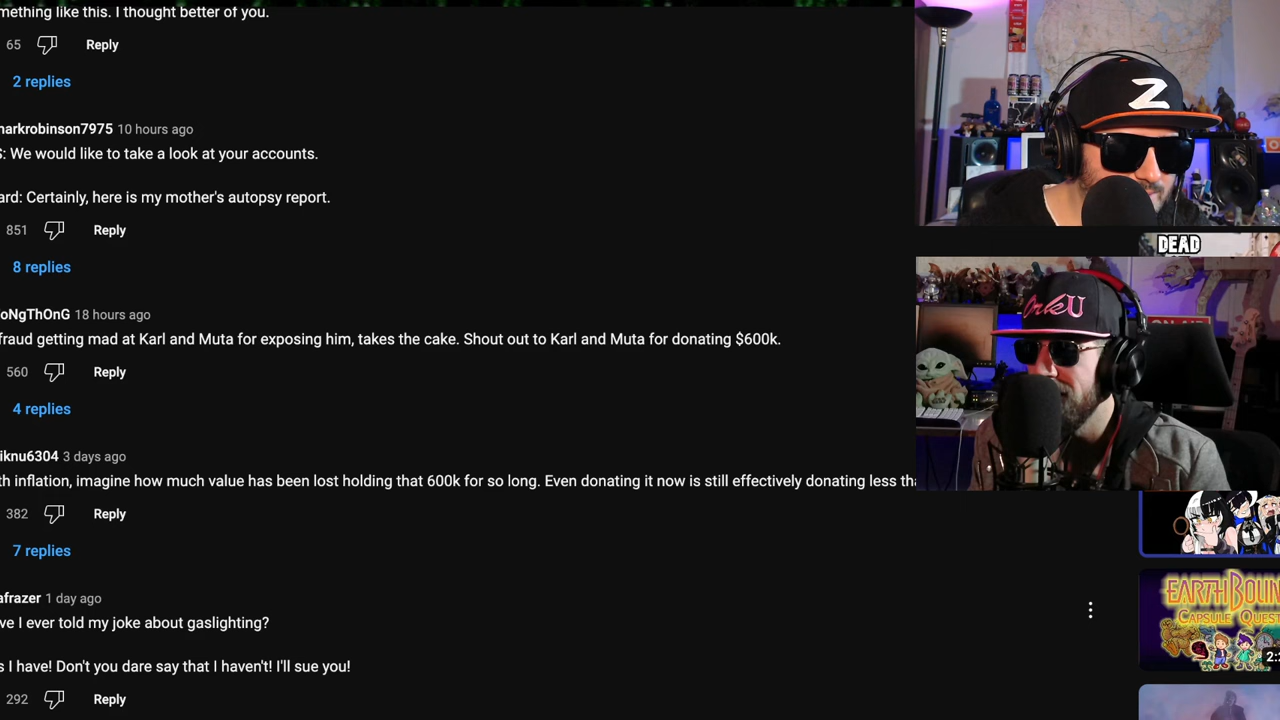 mething like this. I thought better of you.
65 Reply
2 replies
narkrobinson7975 10 hours ago
S: We would like to take a look at your accounts.
ard: Certainly, here is my mother's autopsy report.
851 Reply
8 replies
oNgThOnG 18 hours ago
fraud getting mad at Karl and Muta for exposing him, takes the cake. Shout out to Karl and Muta for donating $600k.
560 Reply
4 replies
iknu6304 3 days ago
th inflation, imagine how much value has been lost holding that 600k for so long. Even donating it now is still effectively donating less tha
382 Reply
7 replies
afrazer 1 day ago
ve I ever told my joke about gaslighting?
s I have! Don't you dare say that I haven't! I'll sue you!
292 Reply
Z
DEAD
OnkU
ON AIR
EARTHBOUN
CAPSULE QUEST